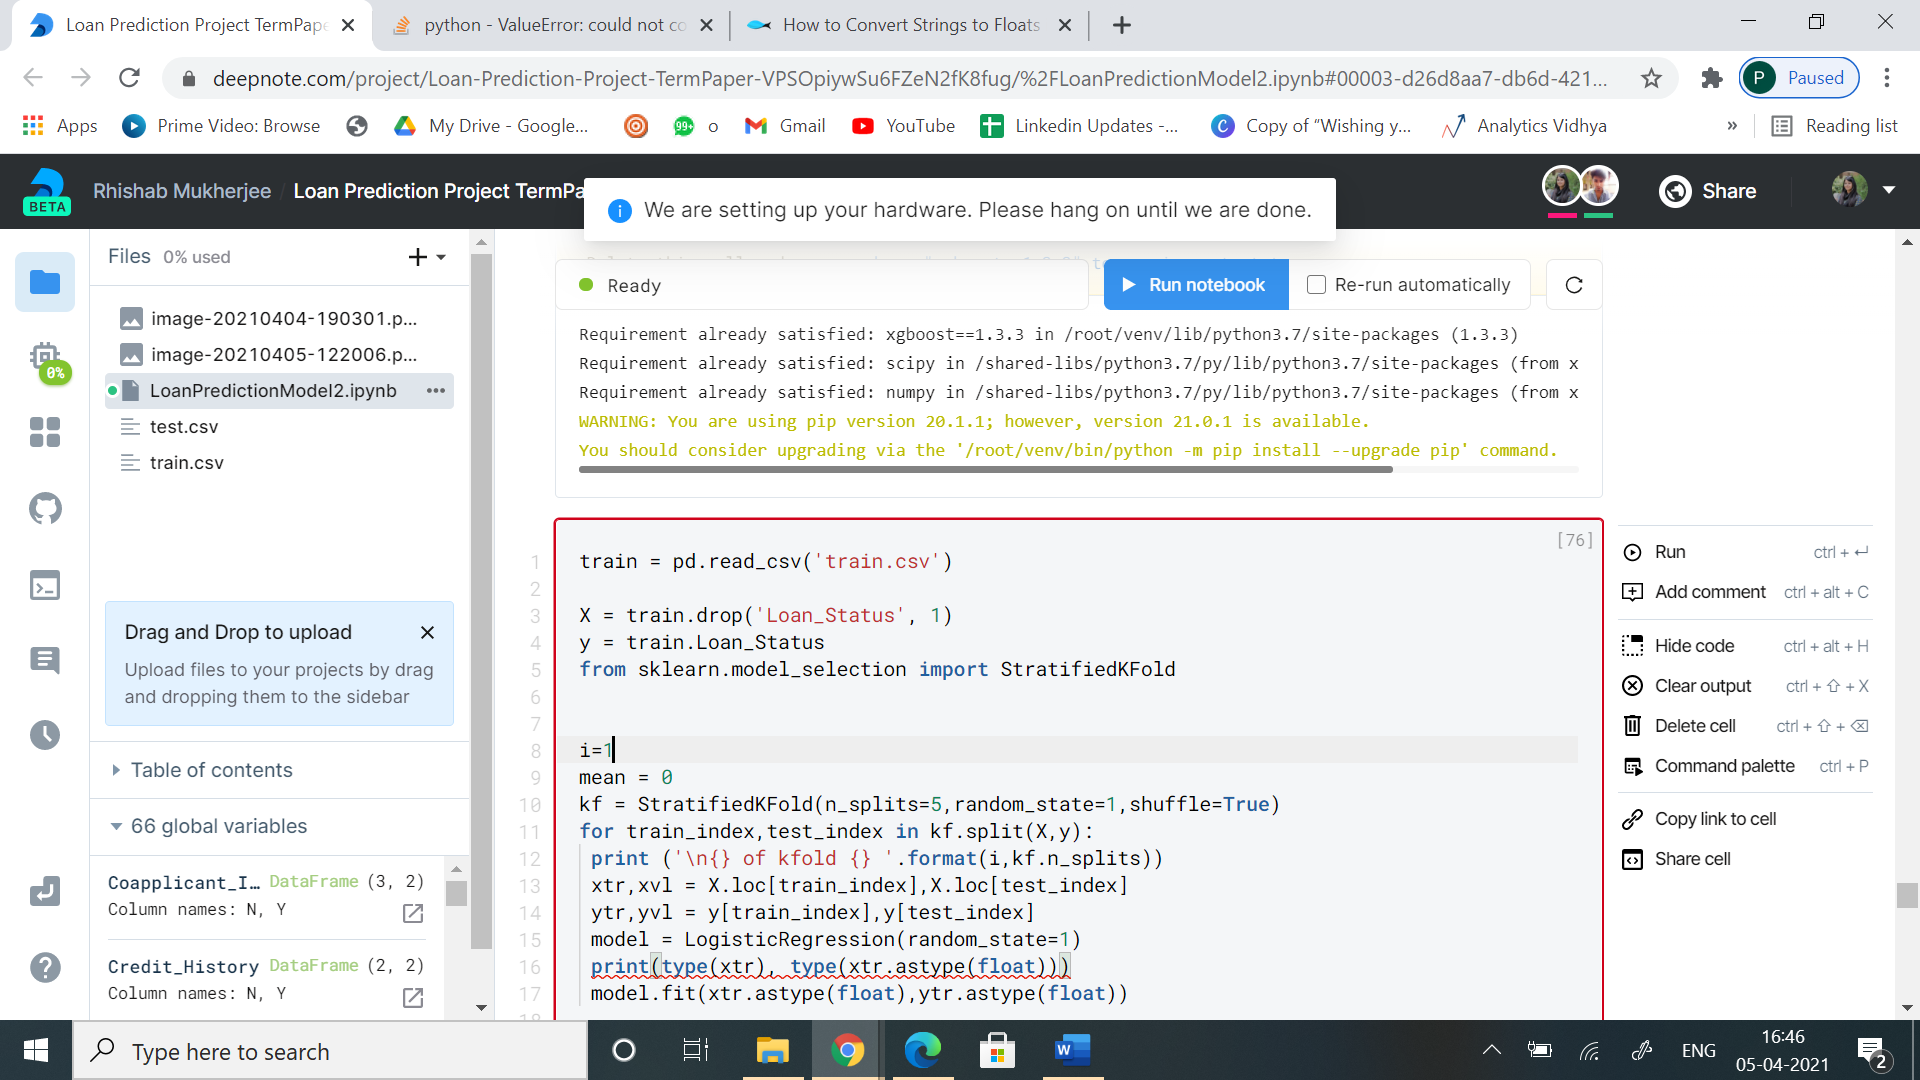 Loan Prediction Project TermPape
python - ValueError: could not co
How to Convert Strings to Floats
deepnote.com/project/Loan-Prediction-Project-TermPaper-VPSOpiywSu6FZeN2fK8fug/%2FLoanPredictionModel2.ipynb#00003-d26d8aa7-db6d-421...
P Paused
Apps
Prime Video: Browse
My Drive - Google...
99+ o
Gmail
YouTube
Linkedin Updates -...
Copy of “Wishing y...
Analytics Vidhya
»
Reading list
BETA
Rhishab Mukherjee / Loan Prediction Project TermPa
We are setting up your hardware. Please hang on until we are done.
Share
Files 0% used
Ready
Run notebook
Re-run automatically
image-20210404-190301.p...
image-20210405-122006.p...
0%
LoanPredictionModel2.ipynb
test.csv
train.csv
Requirement already satisfied: xgboost==1.3.3 in /root/venv/lib/python3.7/site-packages (1.3.3)
Requirement already satisfied: scipy in /shared-libs/python3.7/py/lib/python3.7/site-packages (from x
Requirement already satisfied: numpy in /shared-libs/python3.7/py/lib/python3.7/site-packages (from x
WARNING: You are using pip version 20.1.1; however, version 21.0.1 is available.
You should consider upgrading via the '/root/venv/bin/python -m pip install --upgrade pip' command.
Drag and Drop to upload
Upload files to your projects by drag
and dropping them to the sidebar
Table of contents
66 global variables
Coapplicant_I... DataFrame (3, 2)
Column names: N, Y
Credit_History DataFrame (2, 2)
Column names: N, Y
[76]
1 train = pd.read_csv('train.csv')
2
3 X = train.drop('Loan_Status', 1)
4 y = train.Loan_Status
5 from sklearn.model_selection import StratifiedKFold
6
7
8 i=1
9 mean = 0
10 kf = StratifiedKFold(n_splits=5,random_state=1,shuffle=True)
11 for train_index,test_index in kf.split(X,y):
12 print ('\n{} of kfold {} '.format(i,kf.n_splits))
13 xtr,xvl = X.loc[train_index],X.loc[test_index]
14 ytr,yvl = y[train_index],y[test_index]
15 model = LogisticRegression(random_state=1)
16 print(type(xtr), type(xtr.astype(float)))
17 model.fit(xtr.astype(float),ytr.astype(float))
Run ctrl + ↵
Add comment ctrl + alt + C
Hide code ctrl + alt + H
Clear output ctrl + ⇧ + X
Delete cell ctrl + ⇧ + ⌫
Command palette ctrl + P
Copy link to cell
Share cell
Type here to search
ENG
16:46
05-04-2021
2